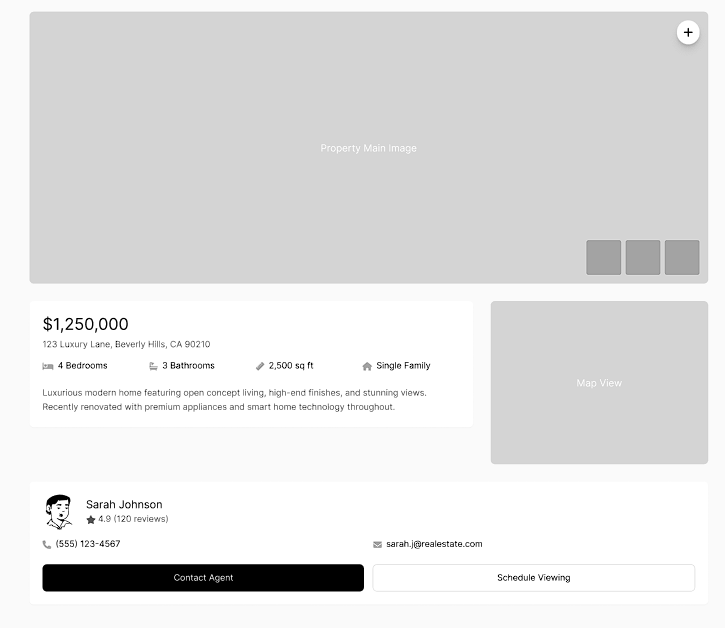 Property Main Image
$1,250,000
123 Luxury Lane, Beverly Hills, CA 90210
4 Bedrooms 3 Bathrooms 2,500 sq ft Single Family
Luxurious modern home featuring open concept living, high-end finishes, and stunning views.
Recently renovated with premium appliances and smart home technology throughout.
Map View
Sarah Johnson
4.9 (120 reviews)
(555) 123-4567 sarah.j@realestate.com
Contact Agent Schedule Viewing